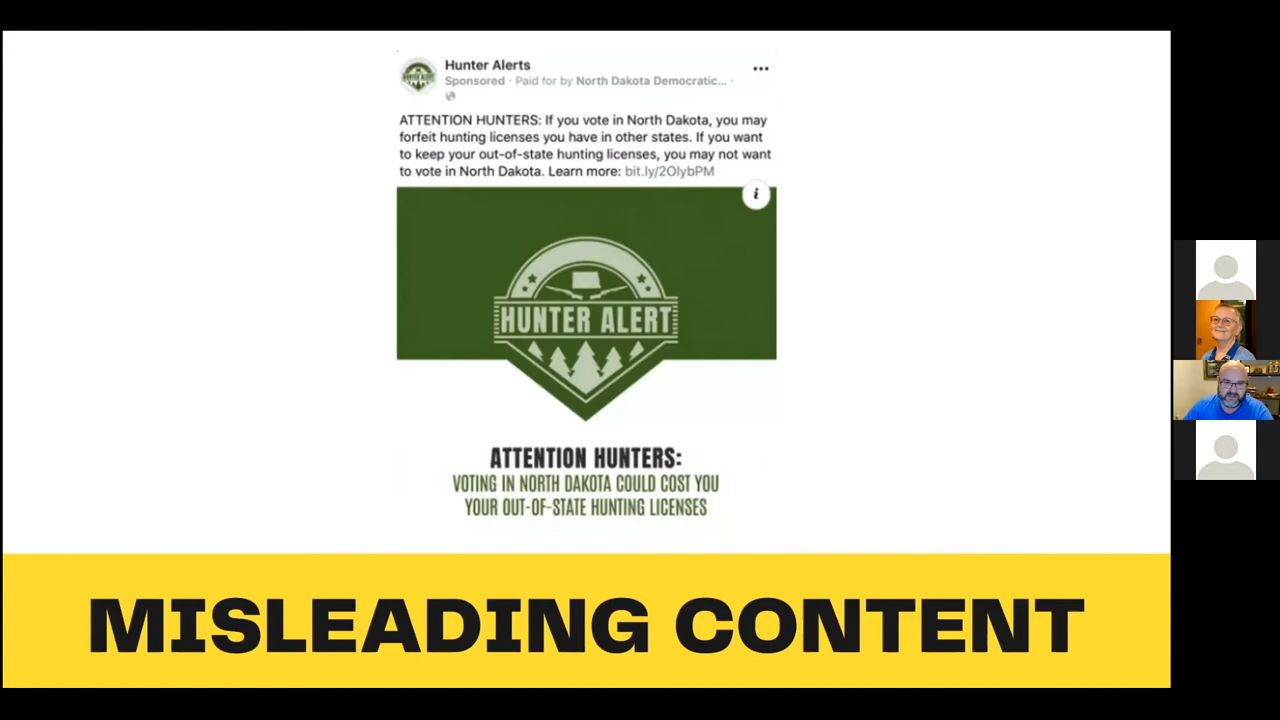 Hunter Alerts
Sponsored · Paid for by North Dakota Democratic... ·
ATTENTION HUNTERS: If you vote in North Dakota, you may
forfeit hunting licenses you have in other states. If you want
to keep your out-of-state hunting licenses, you may not want
to vote in North Dakota. Learn more: bit.ly/2OlybPM
HUNTER ALERT
ATTENTION HUNTERS:
VOTING IN NORTH DAKOTA COULD COST YOU
YOUR OUT-OF-STATE HUNTING LICENSES
MISLEADING CONTENT